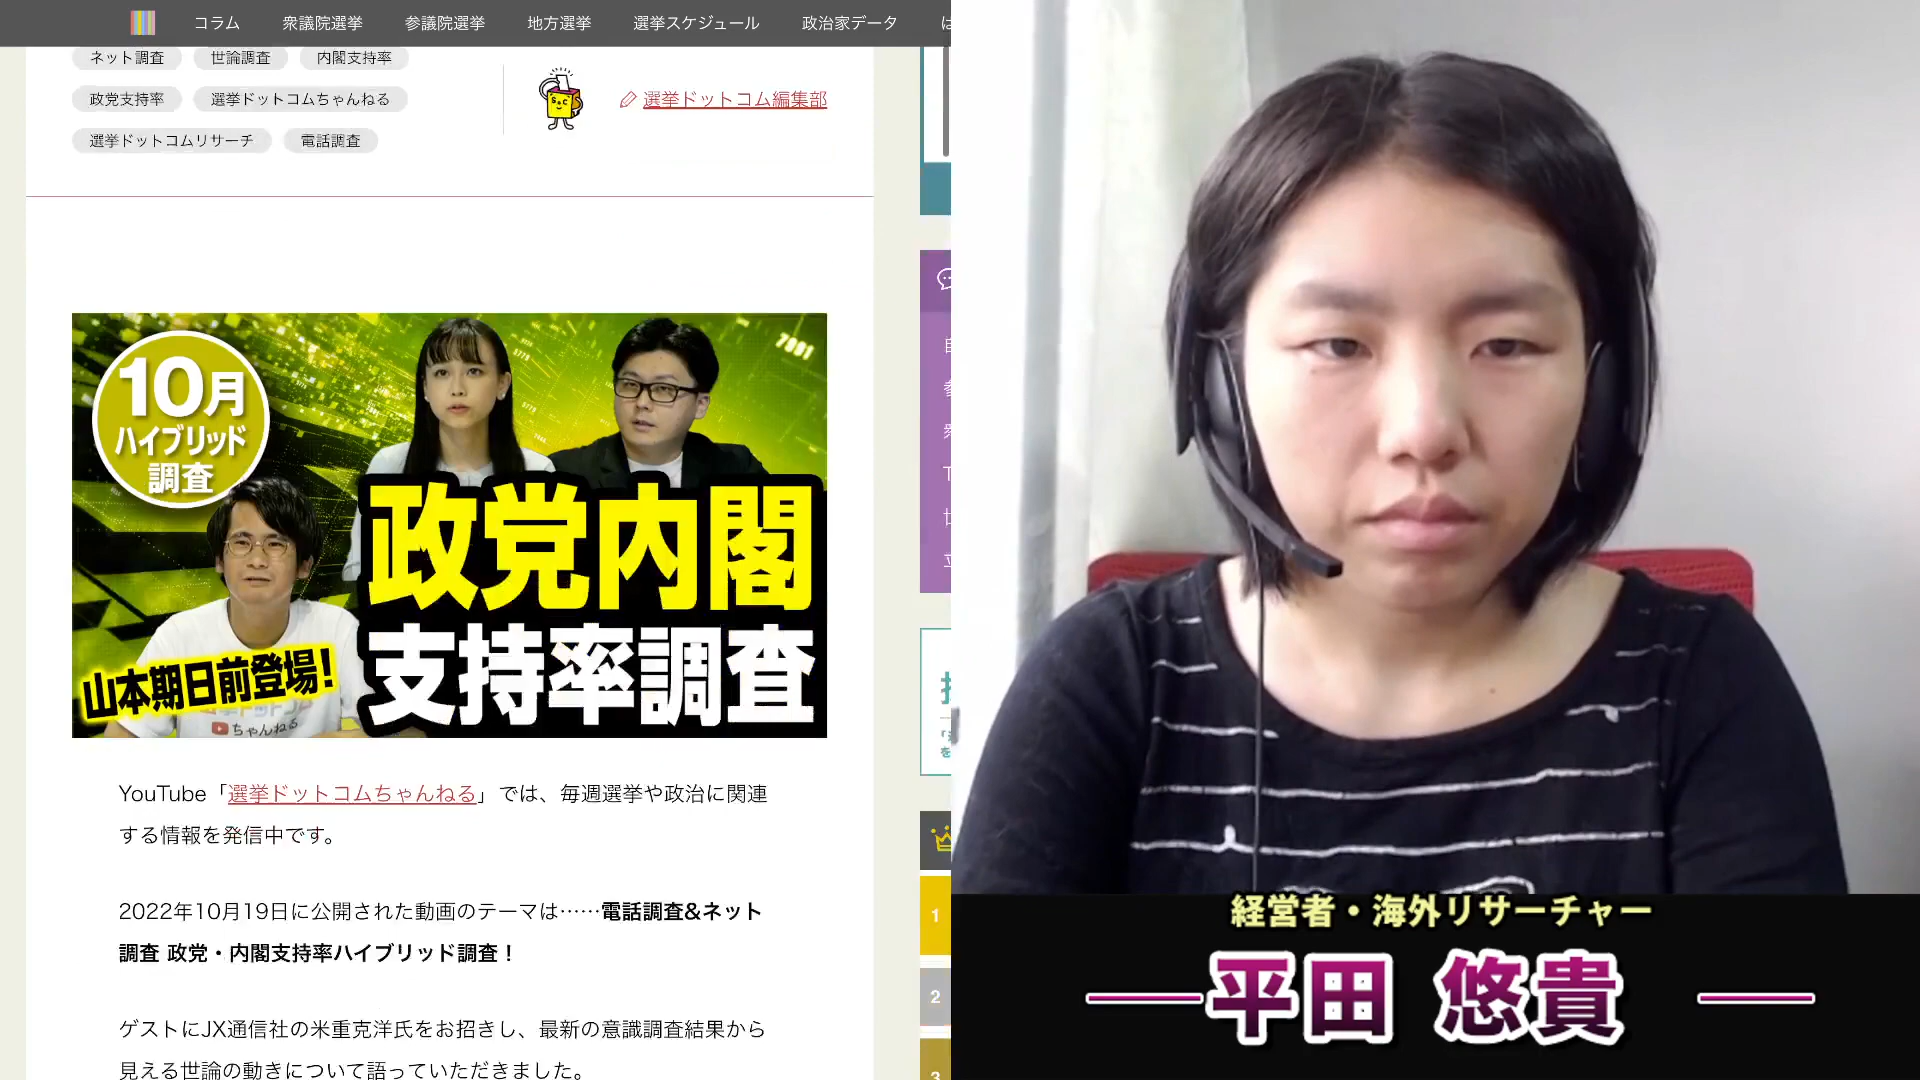 コラム 衆議院選挙 参議院選挙 地方選挙 選挙スケジュール 政治家データ は
ネット調査 世論調査 内閣支持率
政党支持率 選挙ドットコムちゃんねる
選挙ドットコムリサーチ 電話調査
選挙ドットコム編集部
10月
ハイブリッド
調査
7901
政党内閣
支持率調査
山本期日前登場!
ちゃんねる
YouTube「選挙ドットコムちゃんねる」では、毎週選挙や政治に関連
する情報を発信中です。
2022年10月19日に公開された動画のテーマは……電話調査&ネット
調査 政党・内閣支持率ハイブリッド調査！
ゲストにJX通信社の米重克洋氏をお招きし、最新の意識調査結果から
見える世論の動きについて語っていただきました。
1
2
3
経営者・海外リサーチャー
平田 悠貴